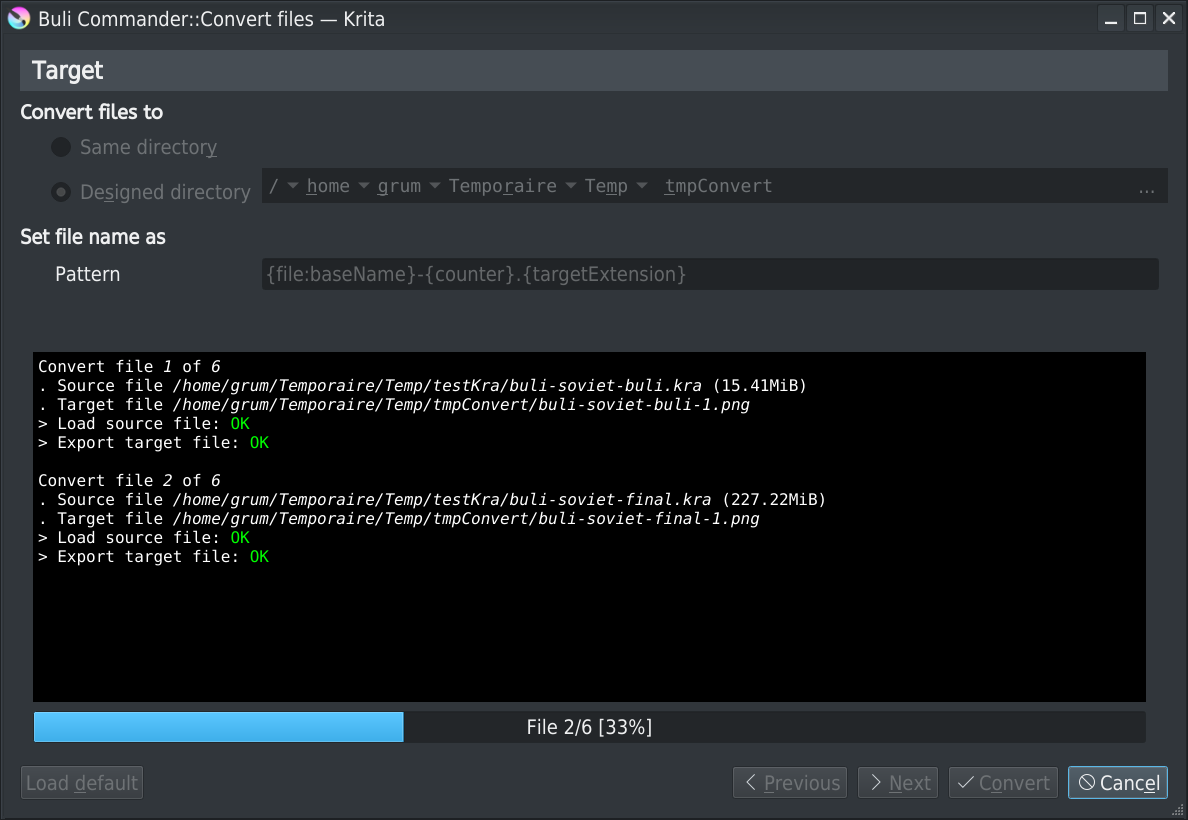 Buli Commander::Convert files — Krita
Target
Convert files to
Same directory
Designed directory / home grum Temporaire Temp tmpConvert ...
Set file name as
Pattern {file:baseName}-{counter}.{targetExtension}
Convert file 1 of 6
. Source file /home/grum/Temporaire/Temp/testKra/buli-soviet-buli.kra (15.41MiB)
. Target file /home/grum/Temporaire/Temp/tmpConvert/buli-soviet-buli-1.png
> Load source file: OK
> Export target file: OK
Convert file 2 of 6
. Source file /home/grum/Temporaire/Temp/testKra/buli-soviet-final.kra (227.22MiB)
. Target file /home/grum/Temporaire/Temp/tmpConvert/buli-soviet-final-1.png
> Load source file: OK
> Export target file: OK
File 2/6 [33%]
Load default Previous Next Convert Cancel